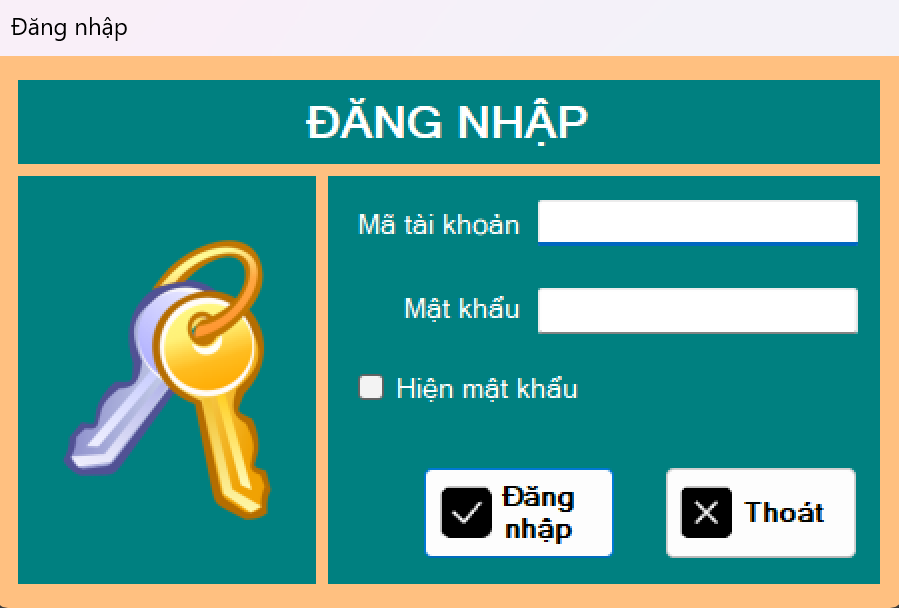 Đăng nhập
ĐĂNG NHẬP
Mã tài khoản
Mật khẩu
Hiện mật khẩu
Đăng
nhập
Thoát